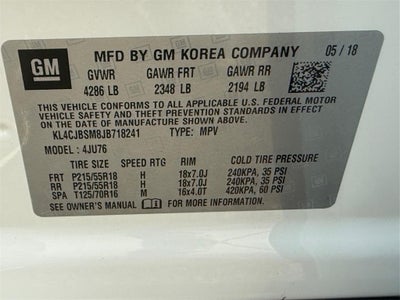 GM MFD BY GM KOREA COMPANY 05 / 18
GVWR GAWR FRT GAWR RR
4286 LB 2348 LB 2194 LB
THIS VEHICLE CONFORMS TO ALL APPLICABLE U.S. FEDERAL MOTOR
VEHICLE SAFETY AND THEFT PREVENTION STANDARDS IN EFFECT
ON THE DATE OF MANUFACTURE SHOWN ABOVE.
KL4CJBSM8JB718241 TYPE: MPV
MODEL : 4JU76
TIRE SIZE SPEED RTG RIM COLD TIRE PRESSURE
FRT P215/55R18 H 18x7.0J 240KPA, 35 PSI
RR P215/55R18 H 18x7.0J 240KPA, 35 PSI
SPA T125/70R16 M 16x4.0T 420KPA, 60 PSI
SEE OWNER'S MANUAL FOR ADDITIONAL INFORMATION.